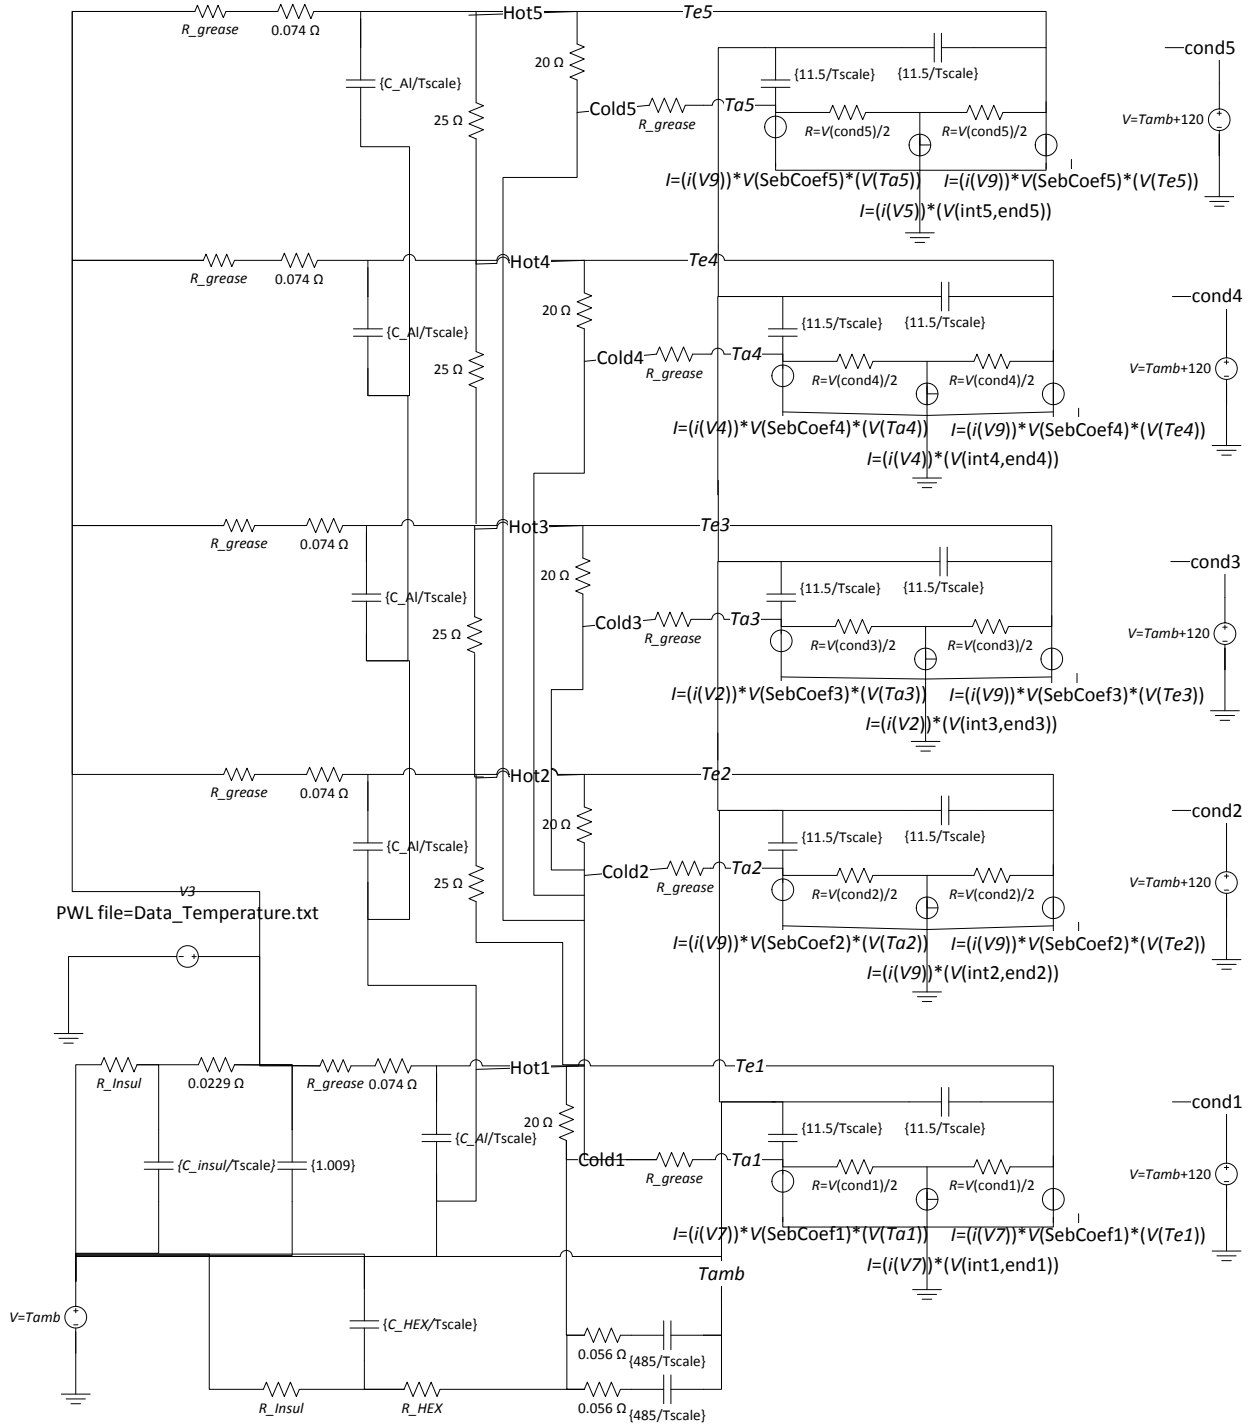 Hot5
Te5
R_grease
0.074 Ω
20 Ω
cond5
{C_Al/Tscale}
{11.5/Tscale}
{11.5/Tscale}
25 Ω
Cold5
R_grease
Ta5
R=V(cond5)/2
R=V(cond5)/2
V=Tamb+120
I=(i(V9))*V(SebCoef5)*(V(Ta5))
I=(i(V9))*V(SebCoef5)*(V(Te5))
I=(i(V5))*(V(int5,end5))
Hot4
Te4
R_grease
0.074 Ω
20 Ω
cond4
{C_Al/Tscale}
{11.5/Tscale}
{11.5/Tscale}
25 Ω
Cold4
R_grease
Ta4
R=V(cond4)/2
R=V(cond4)/2
V=Tamb+120
I=(i(V4))*V(SebCoef4)*(V(Ta4))
I=(i(V9))*V(SebCoef4)*(V(Te4))
I=(i(V4))*(V(int4,end4))
Hot3
Te3
R_grease
0.074 Ω
20 Ω
cond3
{C_Al/Tscale}
{11.5/Tscale}
{11.5/Tscale}
25 Ω
Cold3
R_grease
Ta3
R=V(cond3)/2
R=V(cond3)/2
V=Tamb+120
I=(i(V2))*V(SebCoef3)*(V(Ta3))
I=(i(V9))*V(SebCoef3)*(V(Te3))
I=(i(V2))*(V(int3,end3))
Hot2
Te2
R_grease
0.074 Ω
20 Ω
cond2
{C_Al/Tscale}
{11.5/Tscale}
{11.5/Tscale}
25 Ω
Cold2
R_grease
Ta2
R=V(cond2)/2
R=V(cond2)/2
V=Tamb+120
V3
PWL file=Data_Temperature.txt
I=(i(V9))*V(SebCoef2)*(V(Ta2))
I=(i(V9))*V(SebCoef2)*(V(Te2))
I=(i(V9))*(V(int2,end2))
Hot1
Te1
R_Insul
0.0229 Ω
R_grease
0.074 Ω
20 Ω
cond1
{C_Al/Tscale}
{11.5/Tscale}
{11.5/Tscale}
{C_insul/Tscale}
{1.009}
Cold1
R_grease
Ta1
R=V(cond1)/2
R=V(cond1)/2
V=Tamb+120
I=(i(V7))*V(SebCoef1)*(V(Ta1))
I=(i(V7))*V(SebCoef1)*(V(Te1))
I=(i(V7))*(V(int1,end1))
Tamb
V=Tamb
{C_HEX/Tscale}
0.056 Ω
{485/Tscale}
R_Insul
R_HEX
0.056 Ω
{485/Tscale}